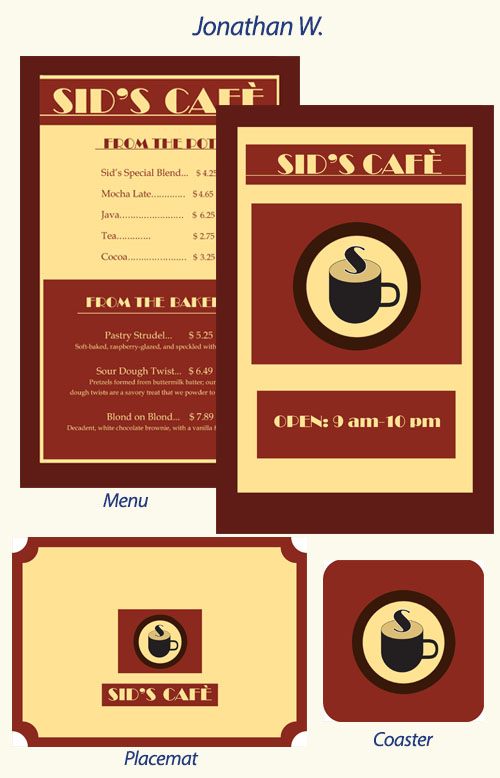 Jonathan W.
SID'S CAFÈ
FROM THE POT
Sid's Special Blend... $ 4.25
Mocha Late............. $ 4.65
Java........................ $ 6.25
Tea............. $ 2.75
Cocoa...................... $ 3.25
FROM THE BAKE
Pastry Strudel... $ 5.25
Soft-baked, raspberry-glazed, and speckled with
Sour Dough Twist... $ 6.49
Pretzels formed from buttermilk batter; our
dough twists are a savory treat that we powder to
Blond on Blond... $ 7.89
Decadent, white chocolate brownie, with a vanilla
Menu
SID'S CAFÈ
S
OPEN: 9 am-10 pm
S
SID'S CAFÈ
Placemat
S
Coaster